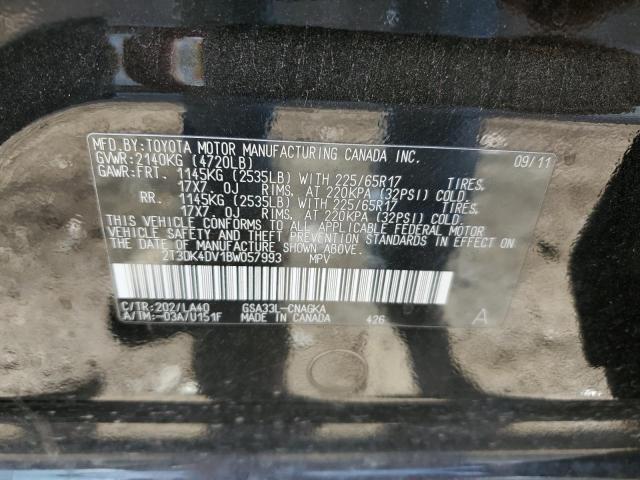 MFD.BY:TOYOTA MOTOR MANUFACTURING CANADA INC. 09/11
GVWR:2140KG (4720LB)
GAWR:FRT. 1145KG (2535LB) WITH 225/65R17 TIRES.
17X7. OJ RIMS. AT 220KPA (32PSI) COLD
RR. 1145KG (2535LB) WITH 225/65R17 TIRES.
17X7. OJ RIMS. AT 220KPA (32PSI) COLD.
THIS VEHICLE CONFORMS TO ALL APPLICABLE FEDERAL MOTOR
VEHICLE SAFETY AND THEFT PREVENTION STANDARDS IN EFFECT
ON THE DATE OF MANUFACTURE SHOWN ABOVE.
2T3DK4DV1BW057993 MPV
C/TR:202/LA40 GSA33L-CNAGKA
A/TM:-03A/U151F MADE IN CANADA 426 A